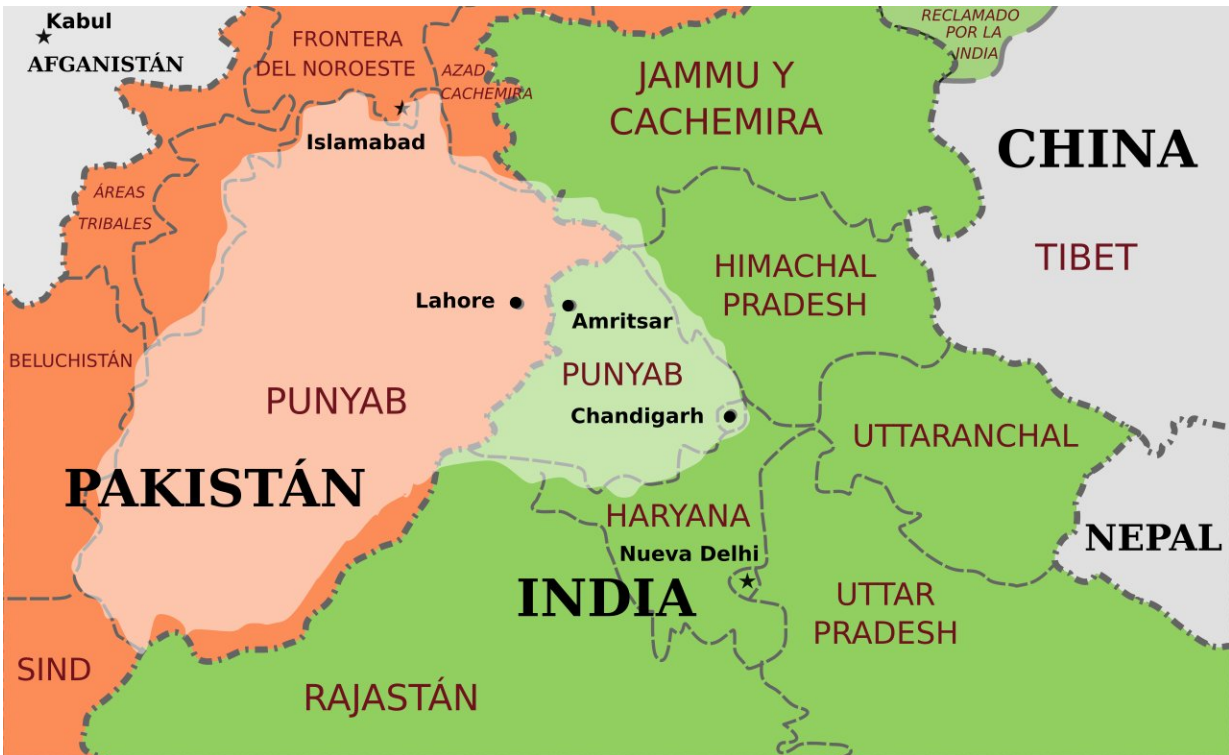 Kabul
AFGANISTÁN
FRONTERA
DEL NOROESTE
AZAD
CACHEMIRA
RECLAMADO
POR LA
INDIA
JAMMU Y
CACHEMIRA
CHINA
Islamabad
ÁREAS
TRIBALES
TIBET
HIMACHAL
PRADESH
Lahore
Amritsar
BELUCHISTÁN
PUNYAB
PUNYAB
Chandigarh
UTTARANCHAL
PAKISTÁN
HARYANA
Nueva Delhi
NEPAL
INDIA
UTTAR
PRADESH
SIND
RAJASTÁN